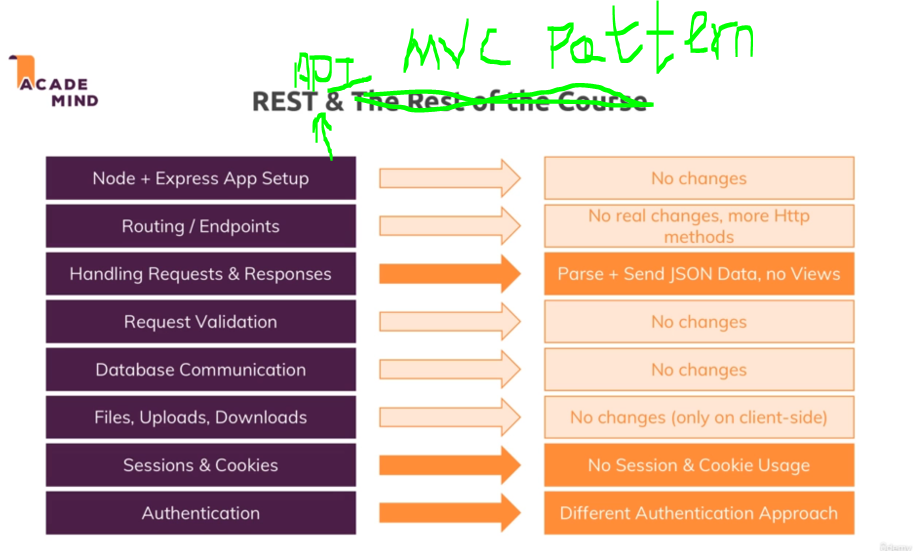 MVC Pattern
API
ACADE
MIND
REST & The Rest of the Course
Node + Express App Setup
No changes
Routing / Endpoints
No real changes, more Http
methods
Handling Requests & Responses
Parse + Send JSON Data, no Views
Request Validation
No changes
Database Communication
No changes
Files, Uploads, Downloads
No changes (only on client-side)
Sessions & Cookies
No Session & Cookie Usage
Authentication
Different Authentication Approach